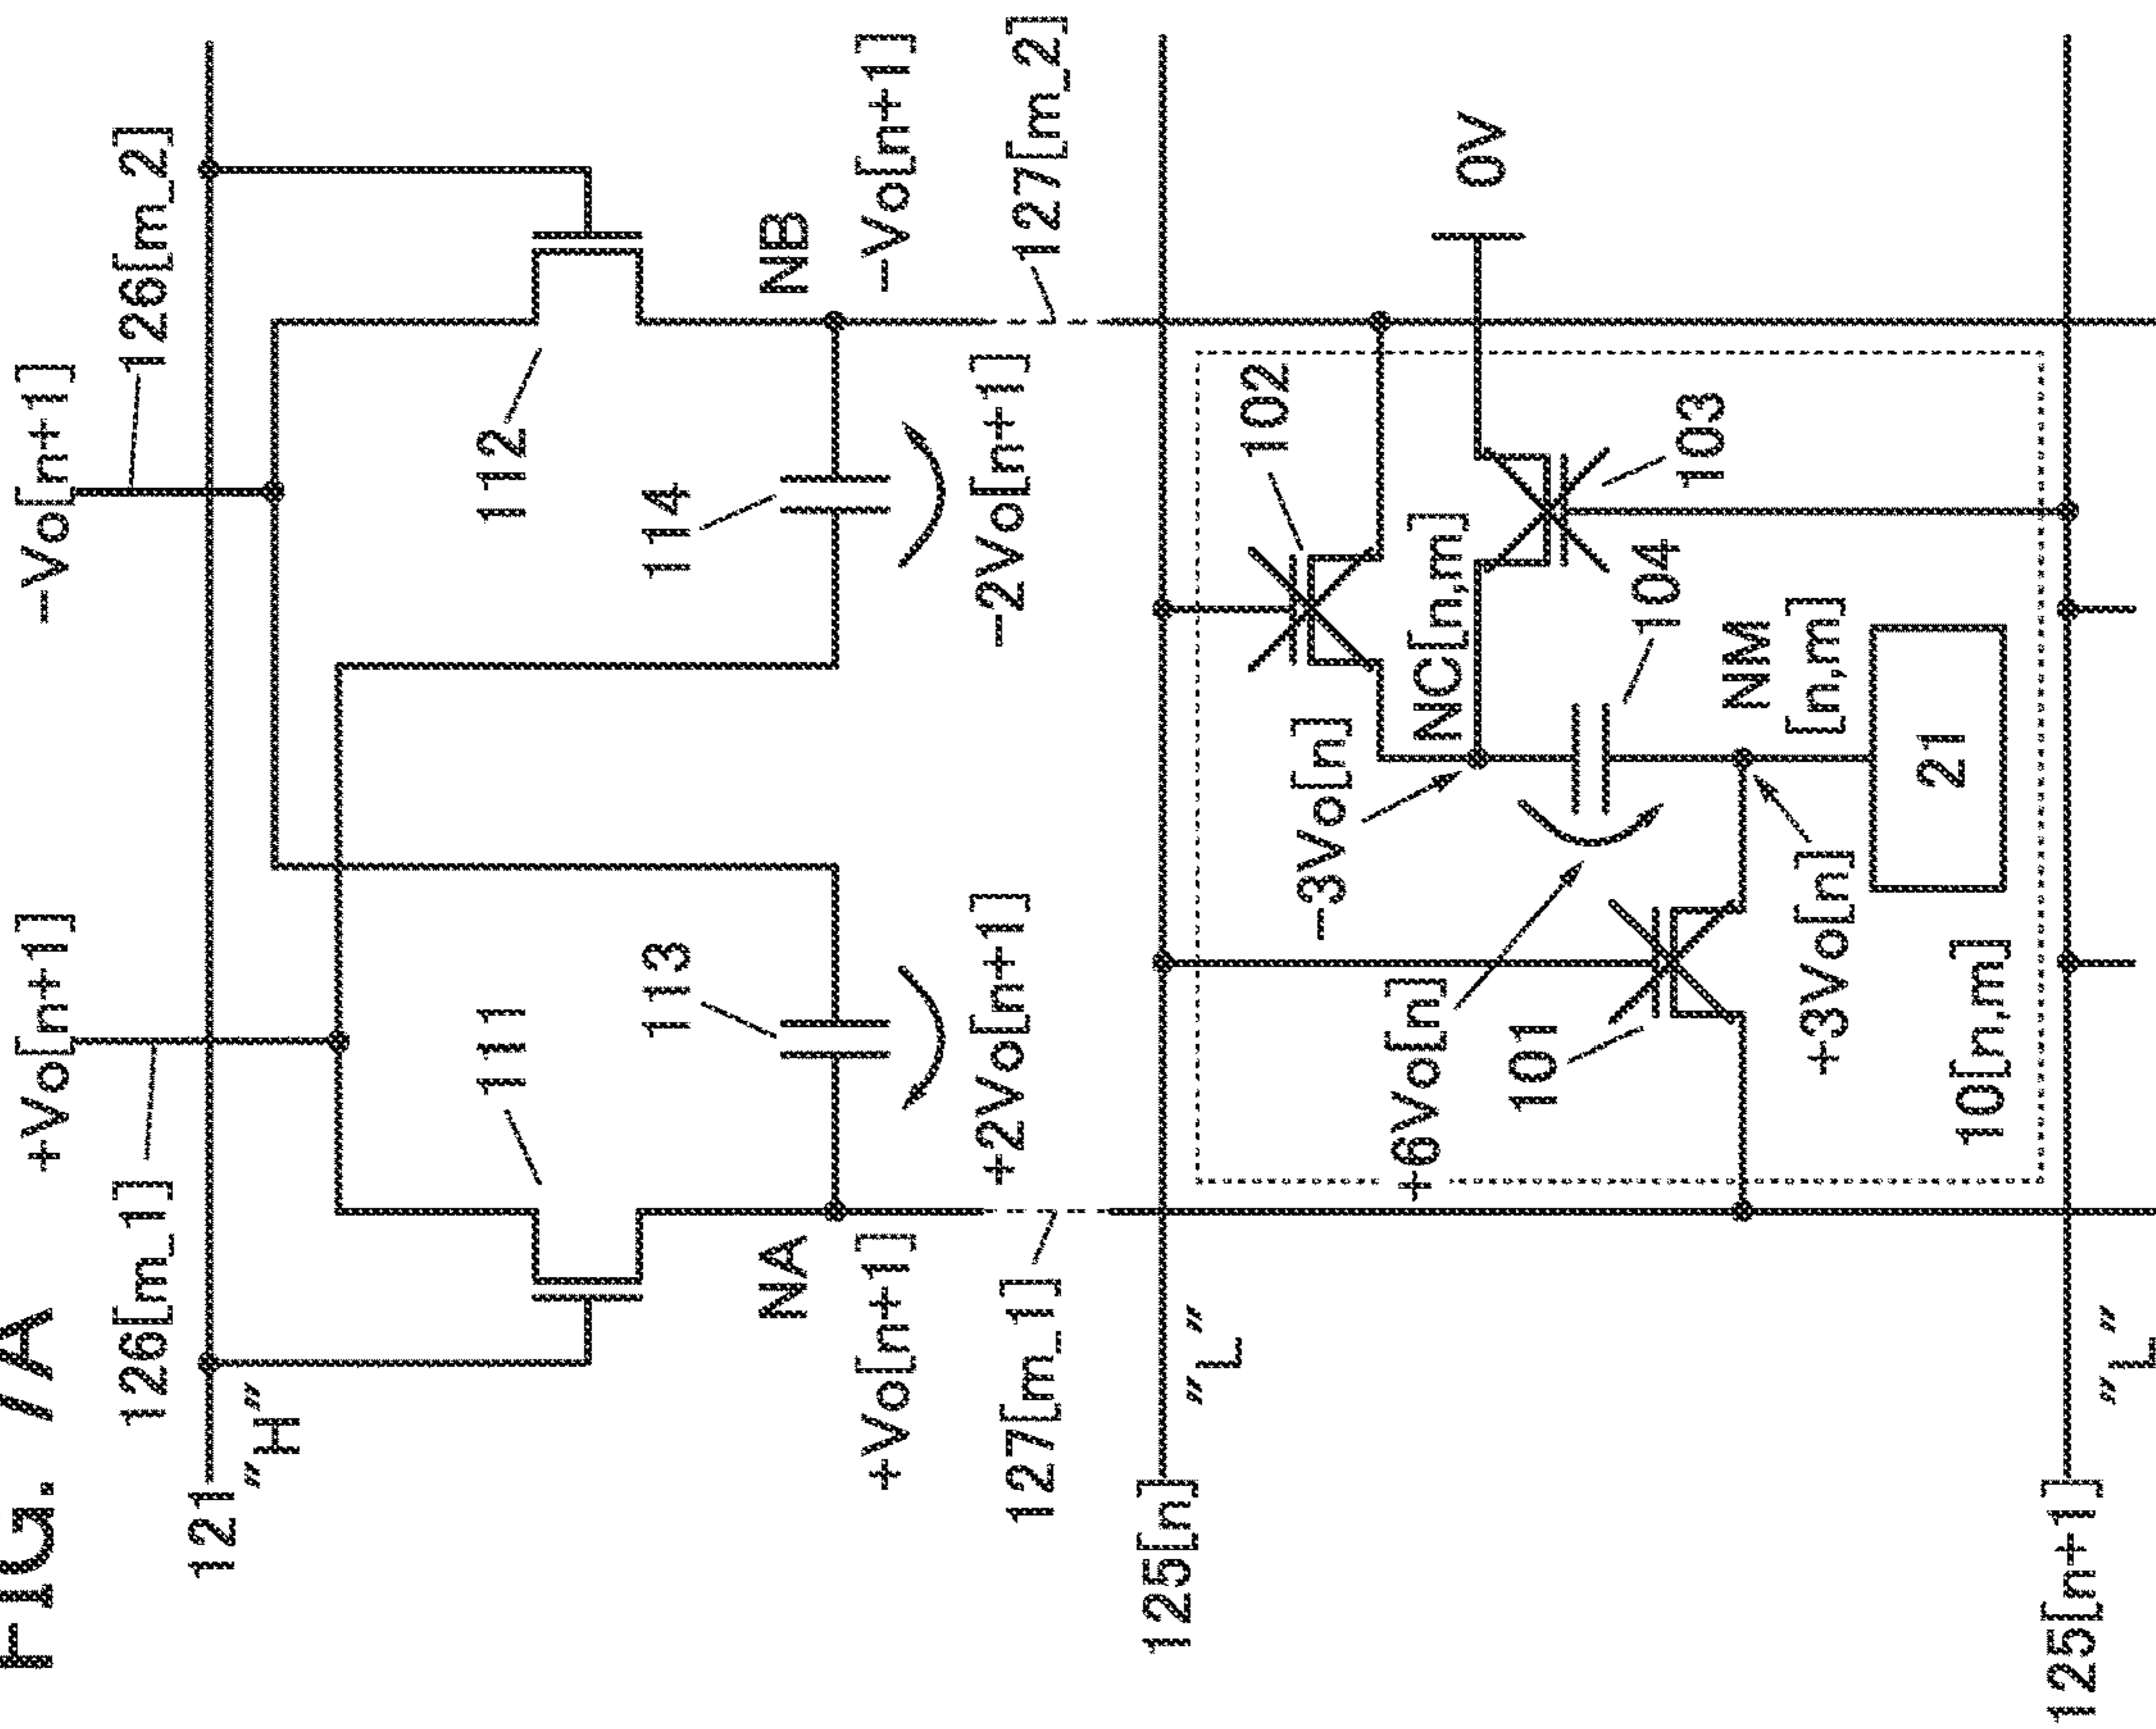 FIG. 7A
+Vo[n+1]
-Vo[n+1]
126[m_1]
126[m_2]
121
"H"
111
112
113
114
NA
NB
+Vo[n+1]
-Vo[n+1]
+2Vo[n+1]
-2Vo[n+1]
127[m_1]
127[m_2]
125[n]
"L"
102
-3Vo[n]
NC[n,m]
0V
+6Vo[n]
101
104
103
NM
[n,m]
+3Vo[n]
21
10[n,m]
125[n+1]
"L"